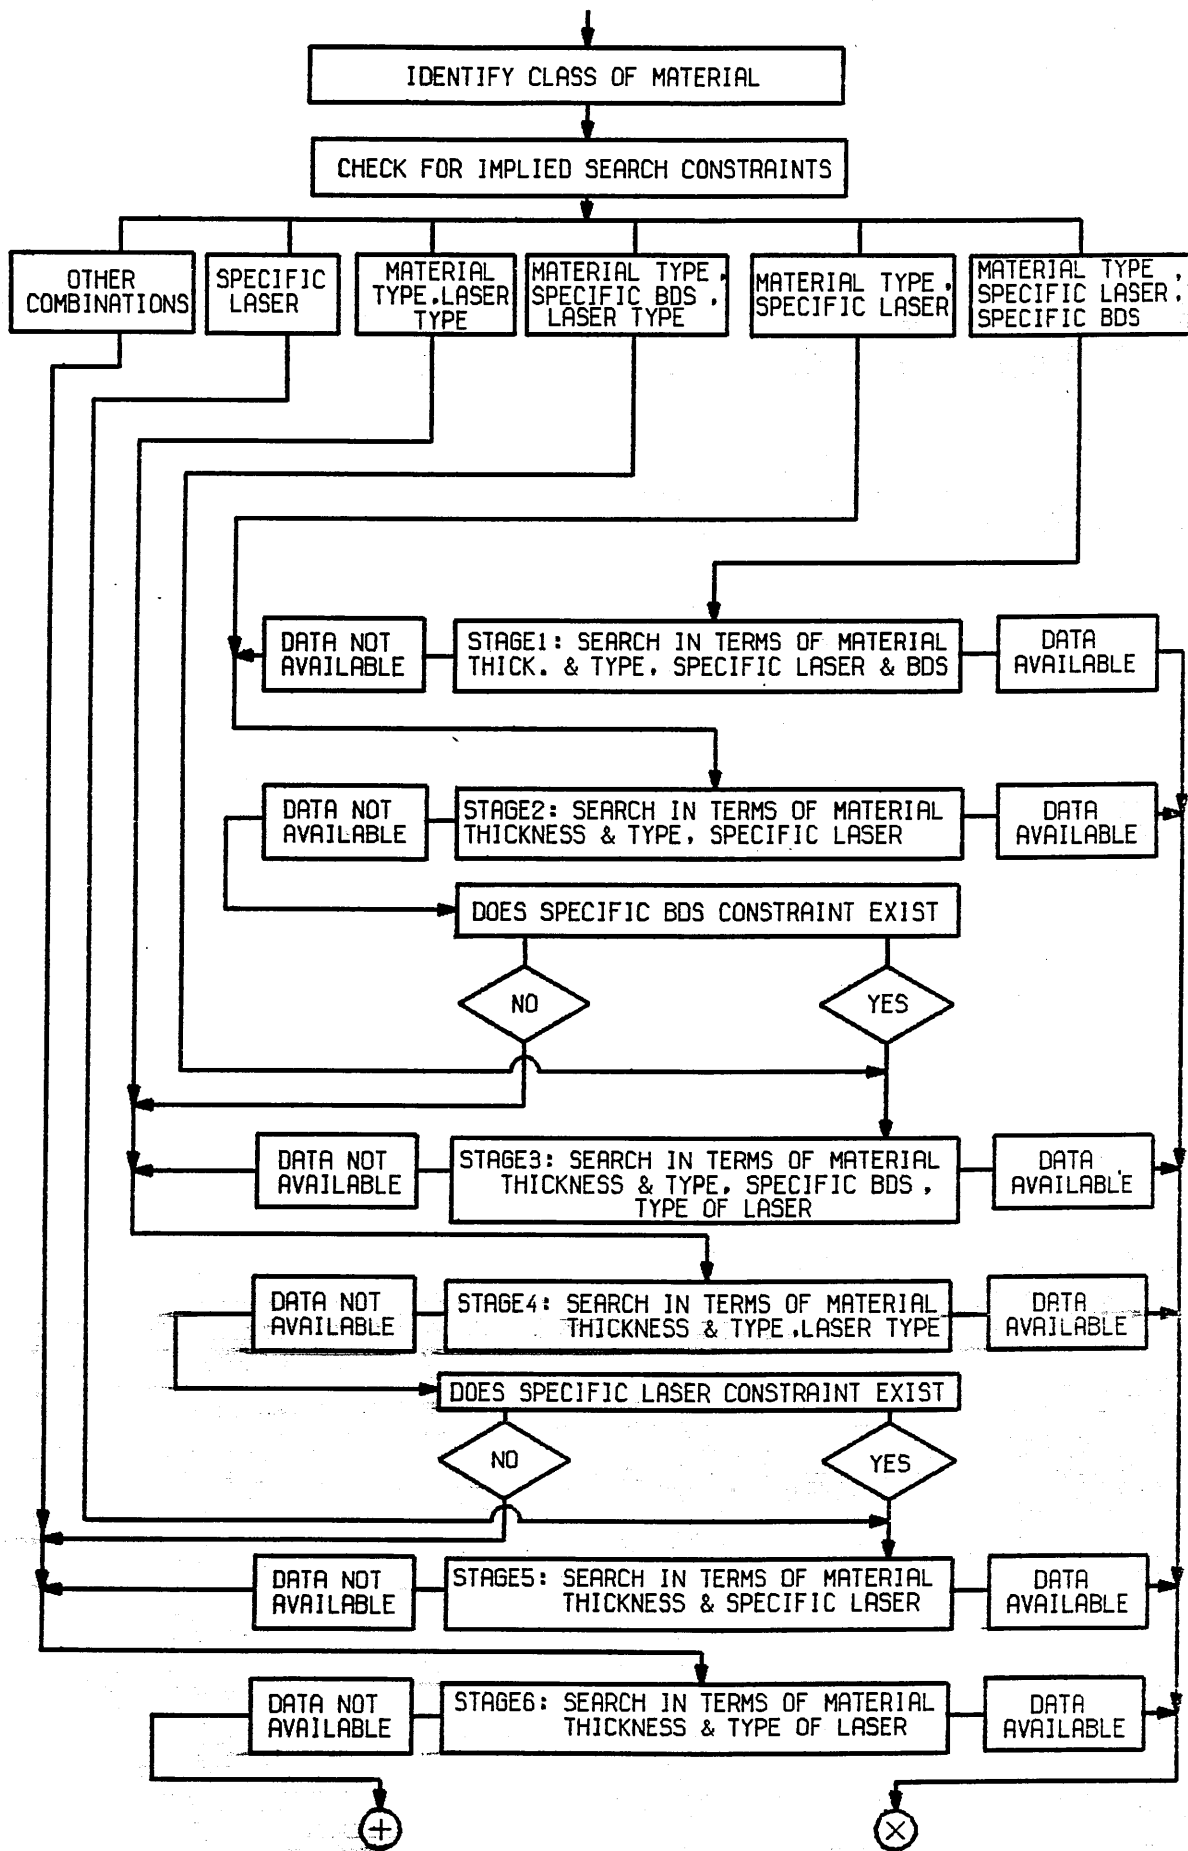 IDENTIFY CLASS OF MATERIAL
CHECK FOR IMPLIED SEARCH CONSTRAINTS
OTHER
COMBINATIONS
SPECIFIC
LASER
MATERIAL
TYPE,LASER
TYPE
MATERIAL TYPE,
SPECIFIC BDS,
LASER TYPE
MATERIAL TYPE,
SPECIFIC LASER
MATERIAL TYPE,
SPECIFIC LASER,
SPECIFIC BDS
DATA NOT
AVAILABLE
STAGE1: SEARCH IN TERMS OF MATERIAL
THICK. & TYPE, SPECIFIC LASER & BDS
DATA
AVAILABLE
DATA NOT
AVAILABLE
STAGE2: SEARCH IN TERMS OF MATERIAL
THICKNESS & TYPE, SPECIFIC LASER
DATA
AVAILABLE
DOES SPECIFIC BDS CONSTRAINT EXIST
NO
YES
DATA NOT
AVAILABLE
STAGE3: SEARCH IN TERMS OF MATERIAL
THICKNESS & TYPE, SPECIFIC BDS,
TYPE OF LASER
DATA
AVAILABLE
DATA NOT
AVAILABLE
STAGE4: SEARCH IN TERMS OF MATERIAL
THICKNESS & TYPE,LASER TYPE
DATA
AVAILABLE
DOES SPECIFIC LASER CONSTRAINT EXIST
NO
YES
DATA NOT
AVAILABLE
STAGE5: SEARCH IN TERMS OF MATERIAL
THICKNESS & SPECIFIC LASER
DATA
AVAILABLE
DATA NOT
AVAILABLE
STAGE6: SEARCH IN TERMS OF MATERIAL
THICKNESS & TYPE OF LASER
DATA
AVAILABLE
+
×